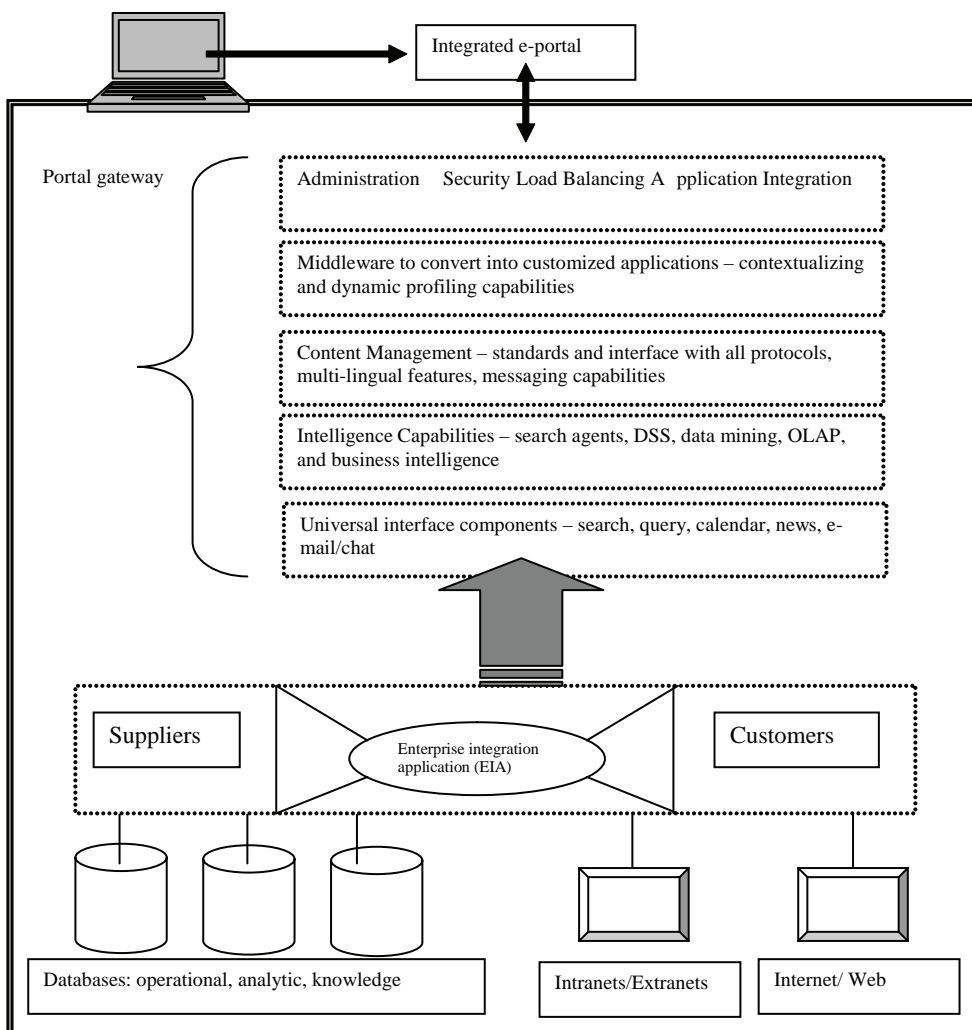 Integrated e-portal
Portal gateway
Administration Security Load Balancing A pplication Integration
Middleware to convert into customized applications – contextualizing
and dynamic profiling capabilities
Content Management – standards and interface with all protocols,
multi-lingual features, messaging capabilities
Intelligence Capabilities – search agents, DSS, data mining, OLAP,
and business intelligence
Universal interface components – search, query, calendar, news, e-
mail/chat
Suppliers
Enterprise integration
application (EIA)
Customers
Databases: operational, analytic, knowledge
Intranets/Extranets
Internet/ Web